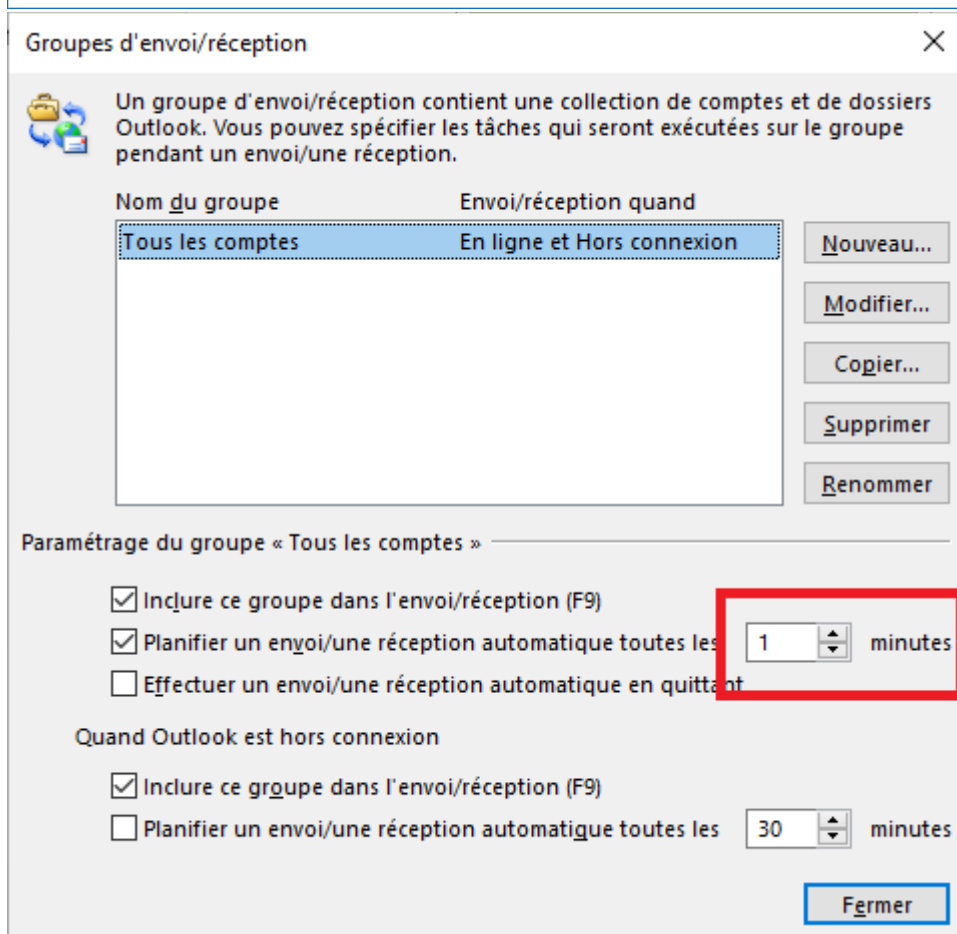 Groupes d'envoi/réception
Un groupe d'envoi/réception contient une collection de comptes et de dossiers
Outlook. Vous pouvez spécifier les tâches qui seront exécutées sur le groupe
pendant un envoi/une réception.
Nom du groupe Envoi/réception quand
Tous les comptes En ligne et Hors connexion
Nouveau...
Modifier...
Copier...
Supprimer
Renommer
Paramétrage du groupe « Tous les comptes »
Inclure ce groupe dans l'envoi/réception (F9)
Planifier un envoi/une réception automatique toutes les 1 minutes
Effectuer un envoi/une réception automatique en quittant
Quand Outlook est hors connexion
Inclure ce groupe dans l'envoi/réception (F9)
Planifier un envoi/une réception automatique toutes les 30 minutes
Fermer